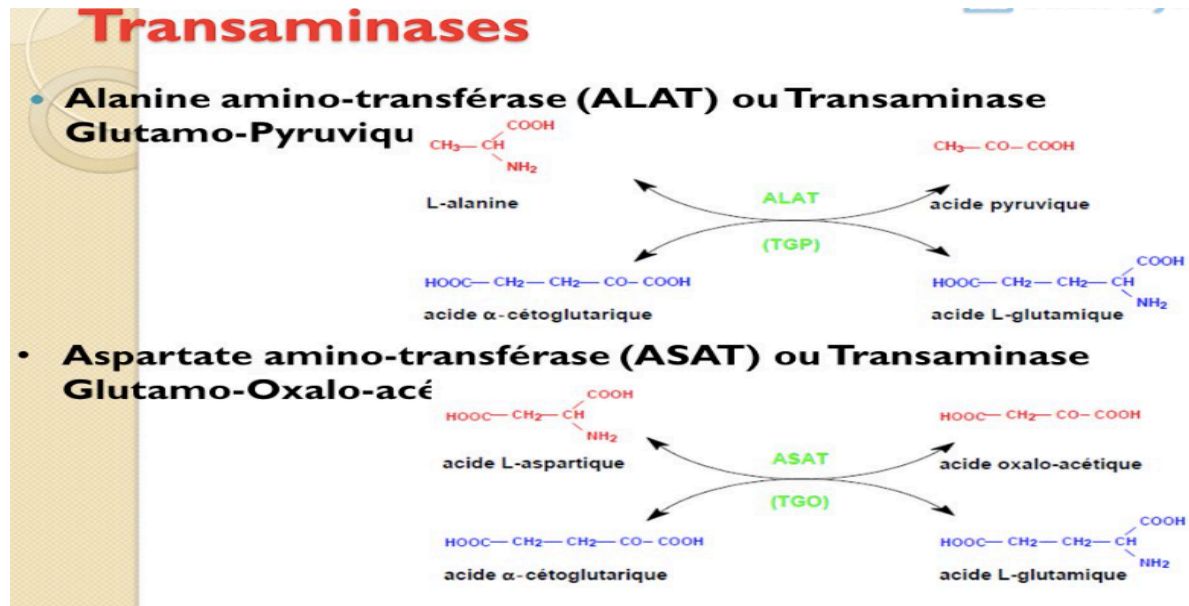 Transaminases
• Alanine amino-transférase (ALAT) ou Transaminase
Glutamo-Pyruviqu
COOH
CH₃— CH
NH₂
L-alanine
CH₃— CO— COOH
acide pyruvique
ALAT
(TGP)
HOOC— CH₂— CH₂— CO— COOH
acide α-cétoglutarique
COOH
HOOC— CH₂— CH₂— CH
NH₂
acide L-glutamique
• Aspartate amino-transférase (ASAT) ou Transaminase
Glutamo-Oxalo-acé
COOH
HOOC— CH₂— CH
NH₂
acide L-aspartique
HOOC— CH₂— CO— COOH
acide oxalo-acétique
ASAT
(TGO)
HOOC— CH₂— CH₂— CO— COOH
acide α-cétoglutarique
COOH
HOOC— CH₂— CH₂— CH
NH₂
acide L-glutamique